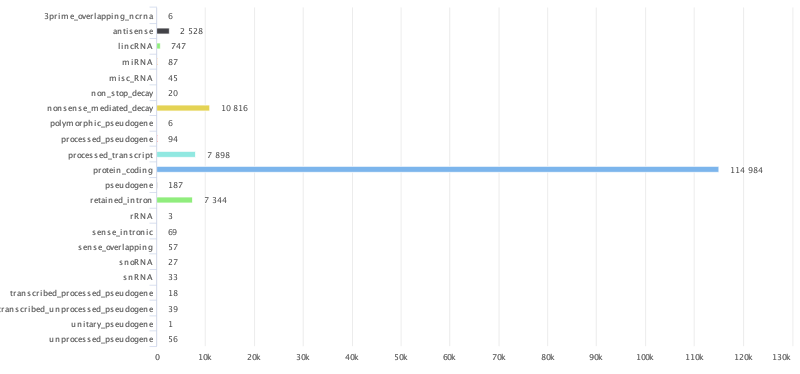 3prime_overlapping_ncrna 6
antisense 2 528
lincRNA 747
miRNA 87
misc_RNA 45
non_stop_decay 20
nonsense_mediated_decay 10 816
polymorphic_pseudogene 6
processed_pseudogene 94
processed_transcript 7 898
protein_coding 114 984
pseudogene 187
retained_intron 7 344
rRNA 3
sense_intronic 69
sense_overlapping 57
snoRNA 27
snRNA 33
transcribed_processed_pseudogene 18
transcribed_unprocessed_pseudogene 39
unitary_pseudogene 1
unprocessed_pseudogene 56
0 10k 20k 30k 40k 50k 60k 70k 80k 90k 100k 110k 120k 130k